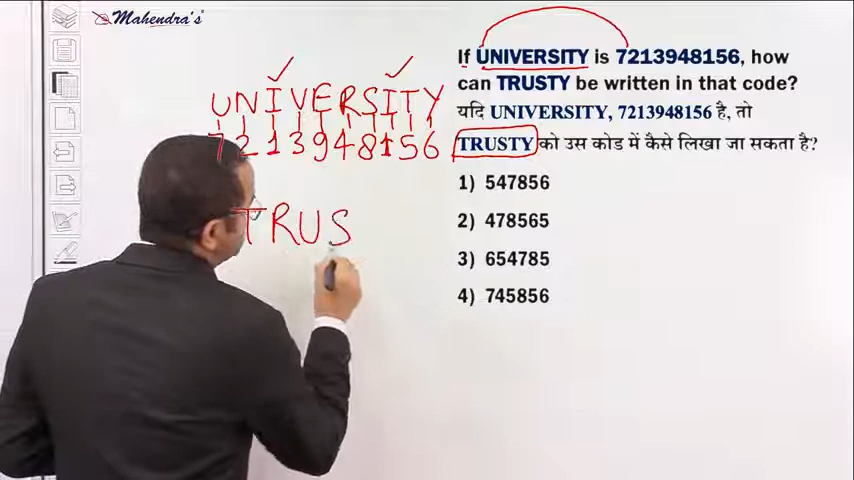 Mahendra's
UNIVERSITY
7213948156
TRUS
If UNIVERSITY is 7213948156, how
can TRUSTY be written in that code?
यदि UNIVERSITY, 7213948156 है, तो
TRUSTY को उस कोड में कैसे लिखा जा सकता है?
1) 547856
2) 478565
3) 654785
4) 745856